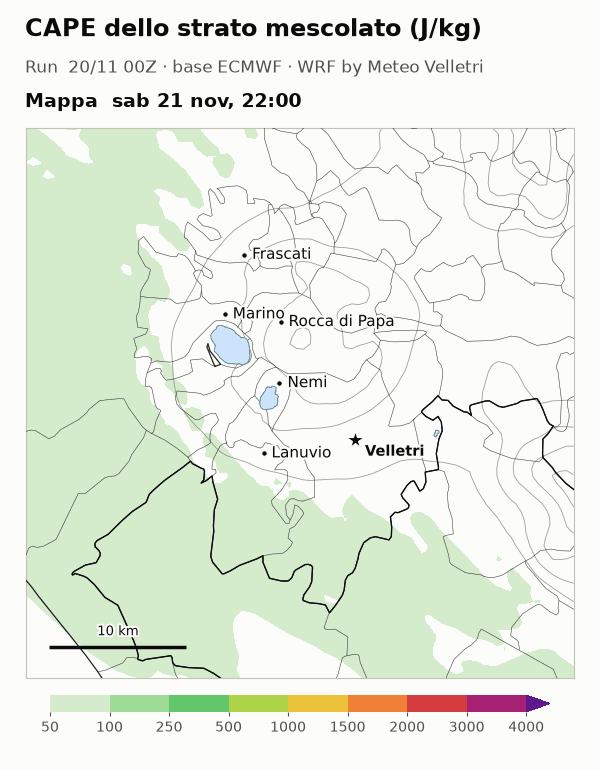 CAPE dello strato mescolato (J/kg)
Run  20/11 00Z · base ECMWF · WRF by Meteo Velletri
Mappa  sab 21 nov, 22:00
Frascati
Marino
Rocca di Papa
Nemi
Velletri
Lanuvio
10 km
50 100 250 500 1000 1500 2000 3000 4000